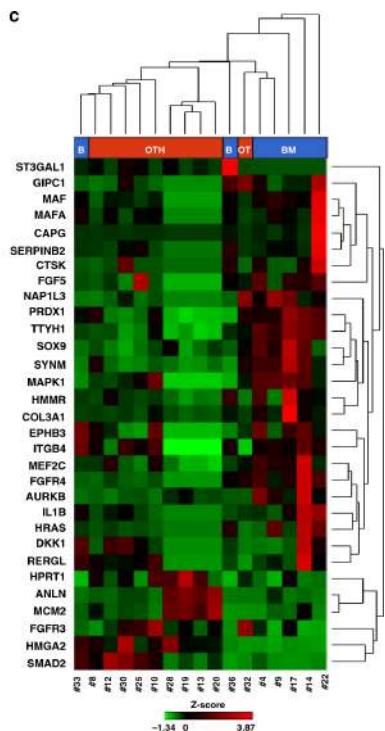 C
B OTH B OT BM
ST3GAL1
GIPC1
MAF
MAFA
CAPG
SERPINB2
CTSK
FGF5
NAP1L3
PRDX1
TTYH1
SOX9
SYNM
MAPK1
HMMR
COL3A1
EPHB3
ITGB4
MEF2C
FGFR4
AURKB
IL1B
HRAS
DKK1
RERGL
HPRT1
ANLN
MCM2
FGFR3
HMGA2
SMAD2
#33 #8 #12 #30 #25 #10 #28 #19 #13 #20 #36 #32 #4 #9 #17 #14 #22
Z-score
-1.34 0 3.87